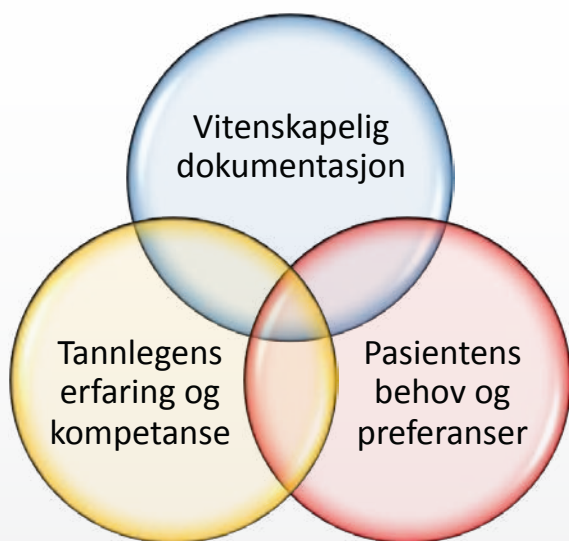 Vitenskapelig
dokumentasjon
Tannlegens
erfaring og
kompetanse
Pasientens
behov og
preferanser